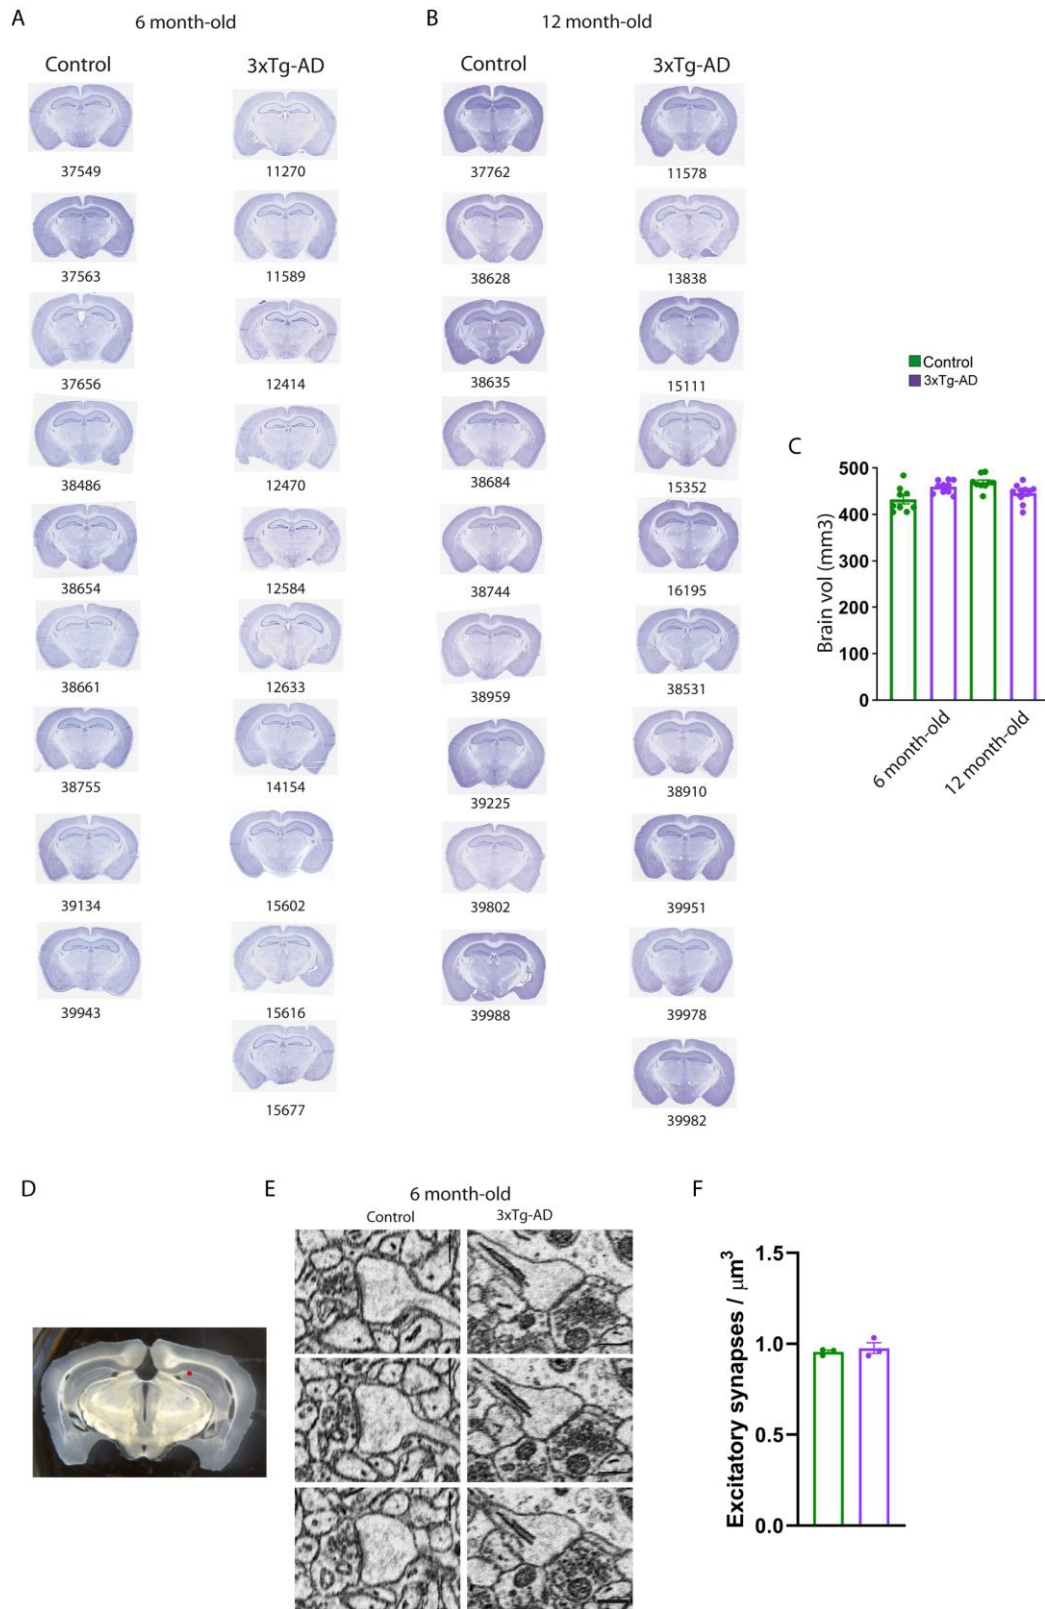 A
6 month-old
Control
3xTg-AD
37549
11270
37563
11589
37656
12414
38486
12470
38654
12584
38661
12633
38755
14154
39134
15602
39943
15616
15677
B
12 month-old
Control
3xTg-AD
37762
11578
38628
13838
38635
15111
38684
15352
38744
16195
38959
38531
39225
38910
39802
39951
39988
39978
39982
Control
3xTg-AD
C
Brain vol (mm3)
500
400
300
200
100
0
6 month-old
12 month-old
D
E
6 month-old
Control
3xTg-AD
F
Excitatory synapses / µm³
1.5
1.0
0.5
0.0